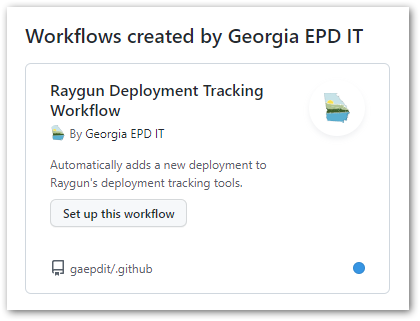 Workflows created by Georgia EPD IT
Raygun Deployment Tracking
Workflow
By Georgia EPD IT
Automatically adds a new deployment to
Raygun's deployment tracking tools.
Set up this workflow
gaepdit/.github